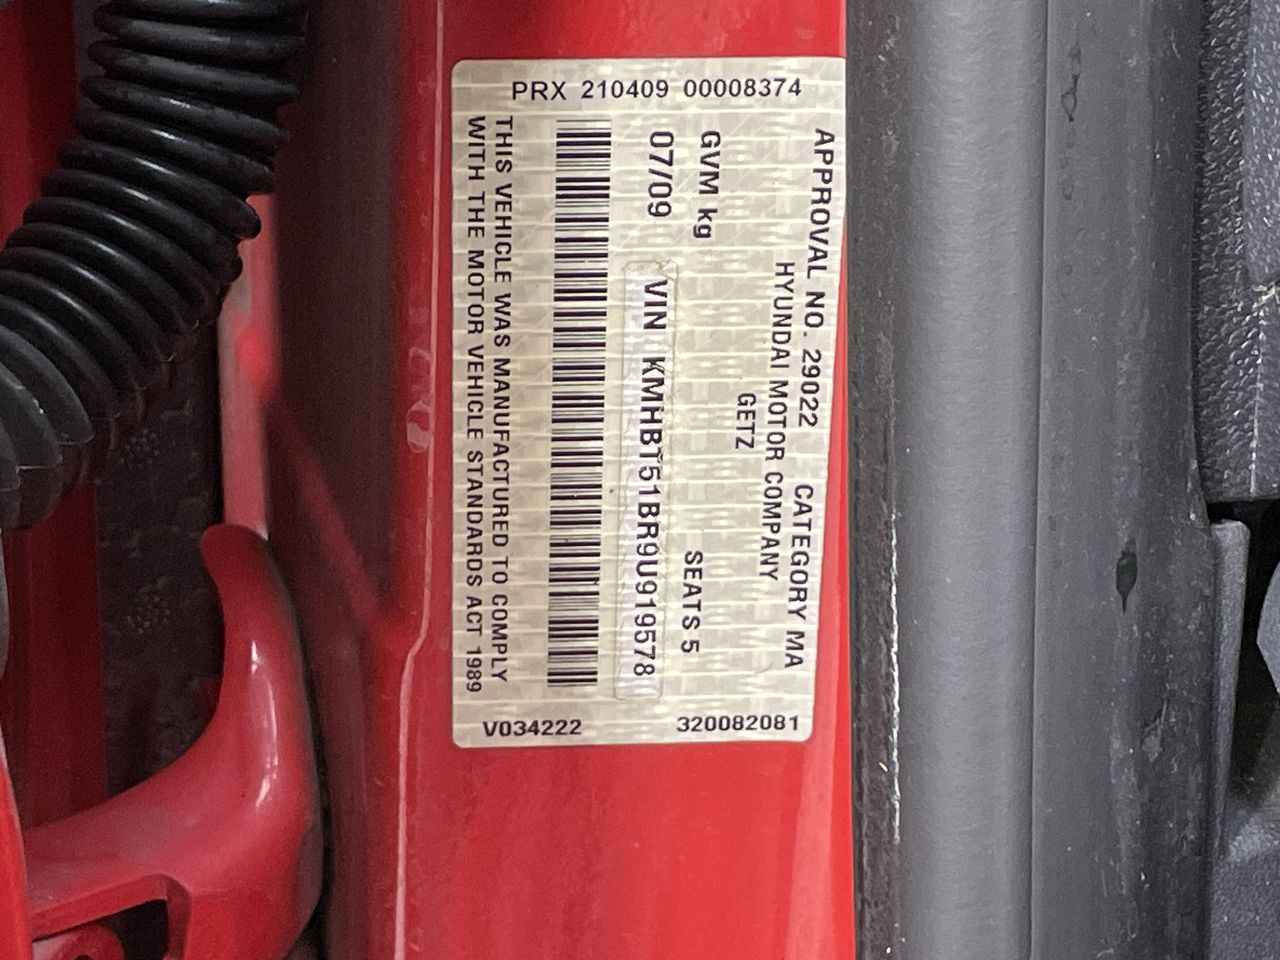 PRX 210409 00008374
APPROVAL NO. 29022 CATEGORY MA
HYUNDAI MOTOR COMPANY
GETZ
GVM kg SEATS 5
07/09 VIN KMHBT51BR9U919578
THIS VEHICLE WAS MANUFACTURED TO COMPLY
WITH THE MOTOR VEHICLE STANDARDS ACT 1989
V034222 320082081